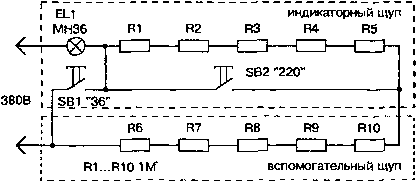 EL1
МН36
индикаторный щуп
R1 R2 R3 R4 R5
SB2 "220"
380В
SB1 "36"
R6 R7 R8 R9 R10
R1...R10 1М
вспомогательный щуп